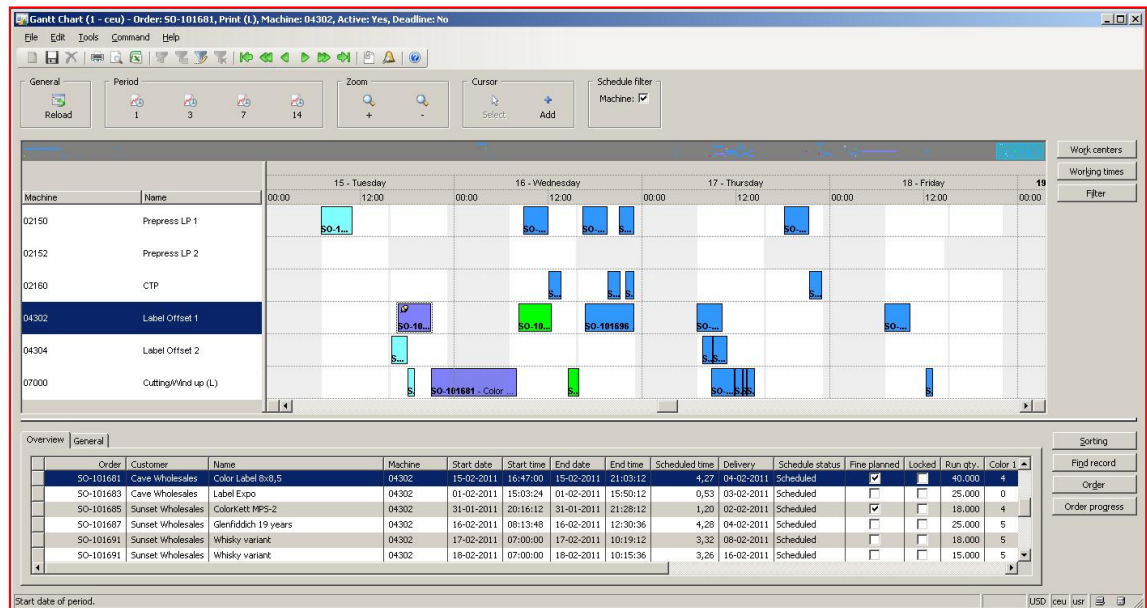 Gantt Chart (1 - ceu) - Order: SO-101681, Print (L), Machine: 04302, Active: Yes, Deadline: No
File Edit Tools Command Help
General Period Zoom Cursor Schedule filter
Machine:
Reload 1 3 7 14 + - Select Add
Work centers
Working times
Filter
15 - Tuesday 16 - Wednesday 17 - Thursday 18 - Friday 19
Machine Name 00:00 12:00 00:00 12:00 00:00 12:00 00:00 12:00 00:00
02150 Prepress LP 1 SO-1... SO-... SO-... S... SO-...
02152 Prepress LP 2
02160 CTP S... S... S. S...
04302 Label Offset 1 SO-10... SO-10... SO-101696 SO-... SO-...
04304 Label Offset 2 S... S...
07000 Cutting/Wind up (L) S. SO-101681 - Color ... S... SO-... S. S. S.
Overview General
Sorting
Find record
Order
Order progress
Order Customer Name Machine Start date Start time End date End time Scheduled time Delivery Schedule status Fine planned Locked Run qty. Color 1
SO-101681 Cave Wholesales Color Label 8x8,5 04302 15-02-2011 16:47:00 15-02-2011 21:03:12 4,27 04-02-2011 Scheduled 40.000 4
SO-101683 Cave Wholesales Label Expo 04302 01-02-2011 15:03:24 01-02-2011 15:50:12 0,53 03-02-2011 Scheduled 25.000 0
SO-101685 Sunset Wholesales ColorKett MPS-2 04302 31-01-2011 20:16:12 31-01-2011 21:28:12 1,20 02-02-2011 Scheduled 18.000 4
SO-101687 Sunset Wholesales Glenfiddich 19 years 04302 16-02-2011 08:13:48 16-02-2011 12:30:36 4,28 04-02-2011 Scheduled 25.000 5
SO-101691 Sunset Wholesales Whisky variant 04302 17-02-2011 07:00:00 17-02-2011 10:19:12 3,32 08-02-2011 Scheduled 18.000 5
SO-101691 Sunset Wholesales Whisky variant 04302 18-02-2011 07:00:00 18-02-2011 10:15:36 3,26 16-02-2011 Scheduled 15.000 5
Start date of period. USD ceu usr